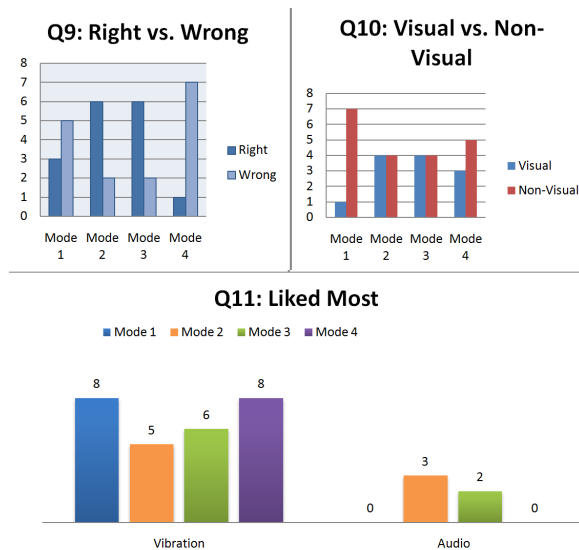 Q9: Right vs. Wrong
8
7
6
5
4
3
2
1
0
Mode 1
Mode 2
Mode 3
Mode 4
Right
Wrong
Q10: Visual vs. Non-
Visual
8
7
6
5
4
3
2
1
0
Mode 1
Mode 2
Mode 3
Mode 4
Visual
Non-Visual
Q11: Liked Most
Mode 1 Mode 2 Mode 3 Mode 4
8
5
6
8
0
3
2
0
Vibration
Audio